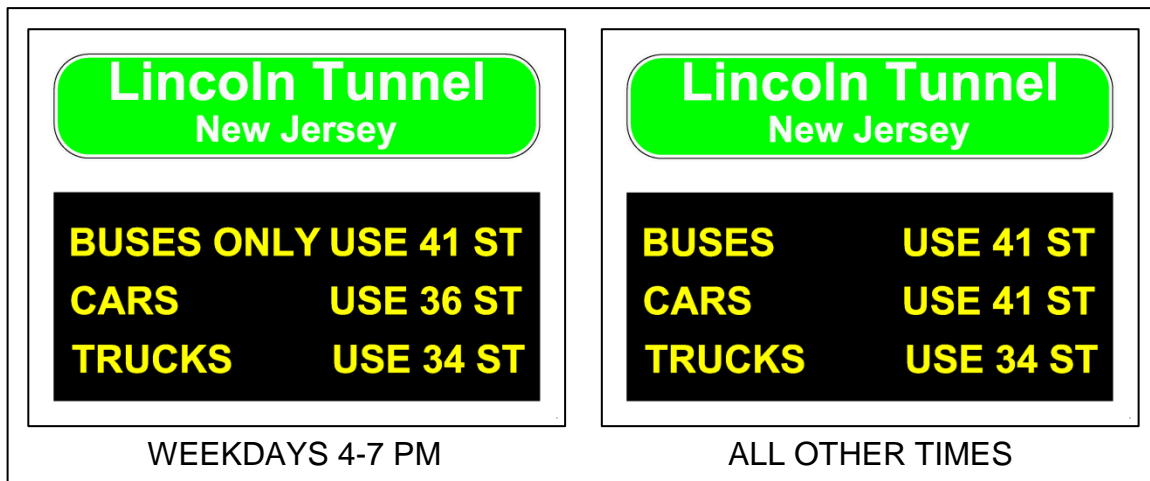 Lincoln Tunnel
New Jersey
BUSES ONLY USE 41 ST
CARS USE 36 ST
TRUCKS USE 34 ST
WEEKDAYS 4-7 PM
Lincoln Tunnel
New Jersey
BUSES USE 41 ST
CARS USE 41 ST
TRUCKS USE 34 ST
ALL OTHER TIMES